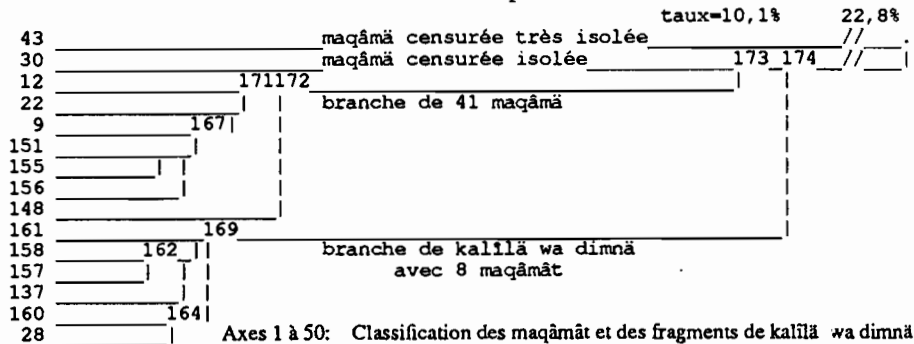 taux=10,1% 22,8%
43 maqâmä censurée très isolée //
30 maqâmä censurée isolée 173 174 //
12 171172
22 branche de 41 maqâmä
9 167
151
155
156
148
161 169
158 162 branche de kalîlä wa dimnä
157 avec 8 maqâmât
137
160 164
28 Axes 1 à 50: Classification des maqâmât et des fragments de kalîlä wa dimnä